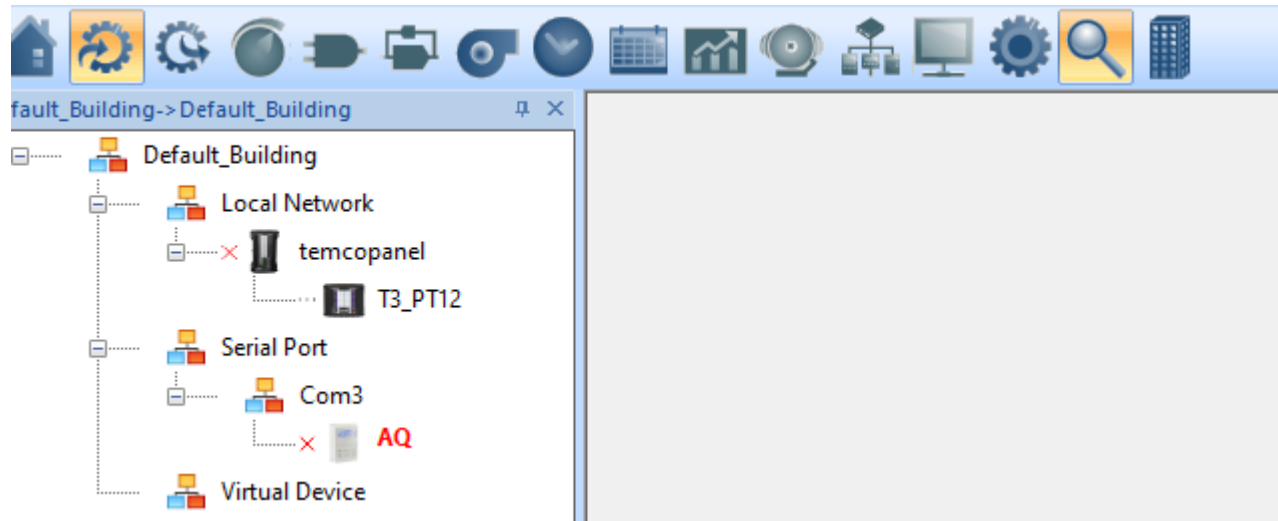 fault_Building->Default_Building
Default_Building
Local Network
temcopanel
T3_PT12
Serial Port
Com3
AQ
Virtual Device